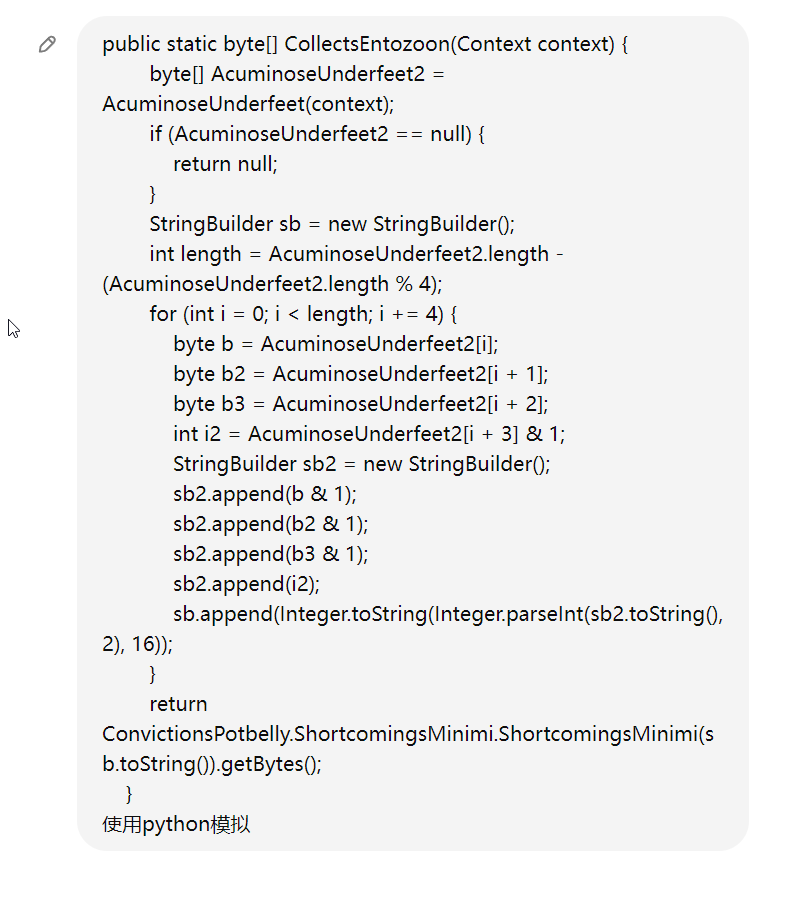 public static byte[] CollectsEntozoon(Context context) {
byte[] AcuminoseUnderfeet2 =
AcuminoseUnderfeet(context);
if (AcuminoseUnderfeet2 == null) {
return null;
}
StringBuilder sb = new StringBuilder();
int length = AcuminoseUnderfeet2.length -
(AcuminoseUnderfeet2.length % 4);
for (int i = 0; i < length; i += 4) {
byte b = AcuminoseUnderfeet2[i];
byte b2 = AcuminoseUnderfeet2[i + 1];
byte b3 = AcuminoseUnderfeet2[i + 2];
int i2 = AcuminoseUnderfeet2[i + 3] & 1;
StringBuilder sb2 = new StringBuilder();
sb2.append(b & 1);
sb2.append(b2 & 1);
sb2.append(b3 & 1);
sb2.append(i2);
sb.append(Integer.toString(Integer.parseInt(sb2.toString(),
2), 16));
}
return
ConvictionsPotbelly.ShortcomingsMinimi.ShortcomingsMinimi(s
b.toString()).getBytes();
}
使用python模拟